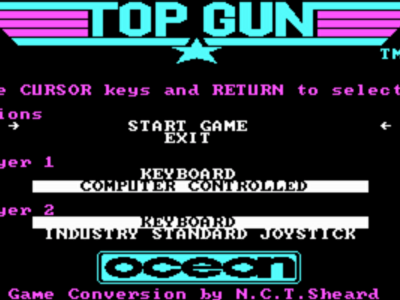 TOP GUN
TM
e CURSOR keys and RETURN to select
ions
→ START GAME ←
EXIT
yer 1
KEYBOARD
COMPUTER CONTROLLED
yer 2
KEYBOARD
INDUSTRY STANDARD JOYSTICK
ocean
Game Conversion by N.C.T.Sheard